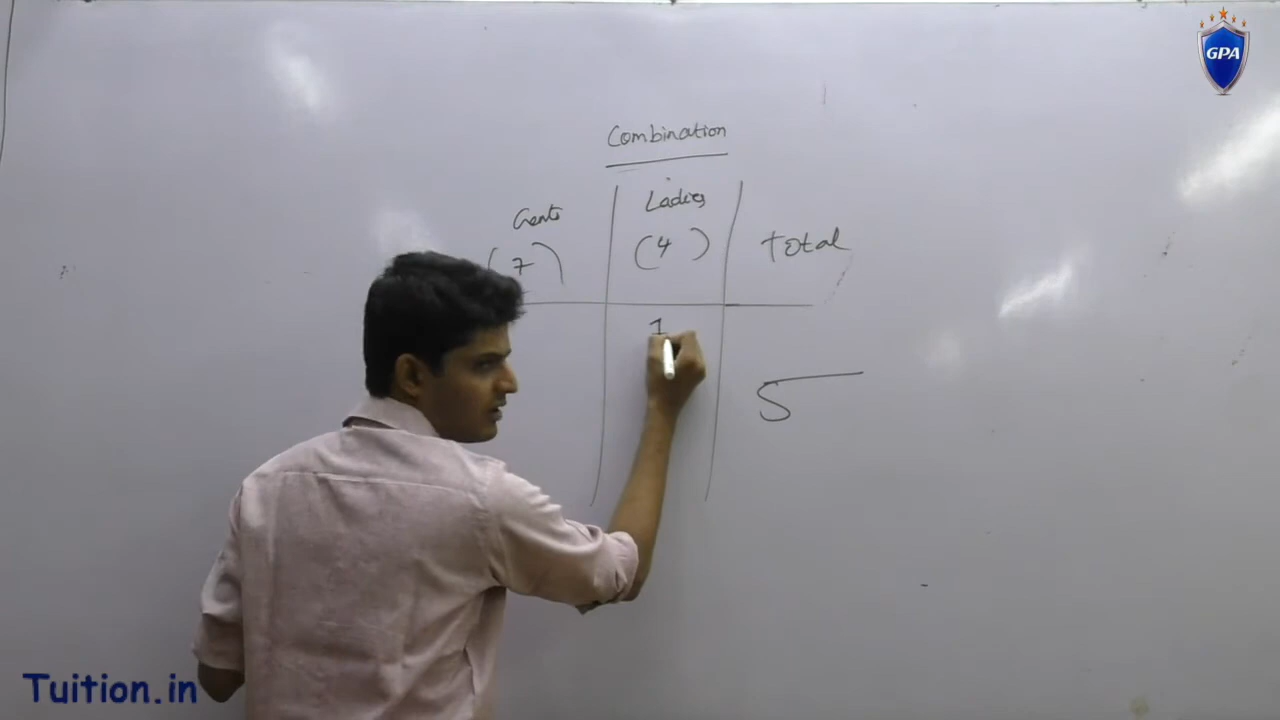 GPA
Combination
Gents Ladies
(7) (4) Total
1
5
Tuition.in